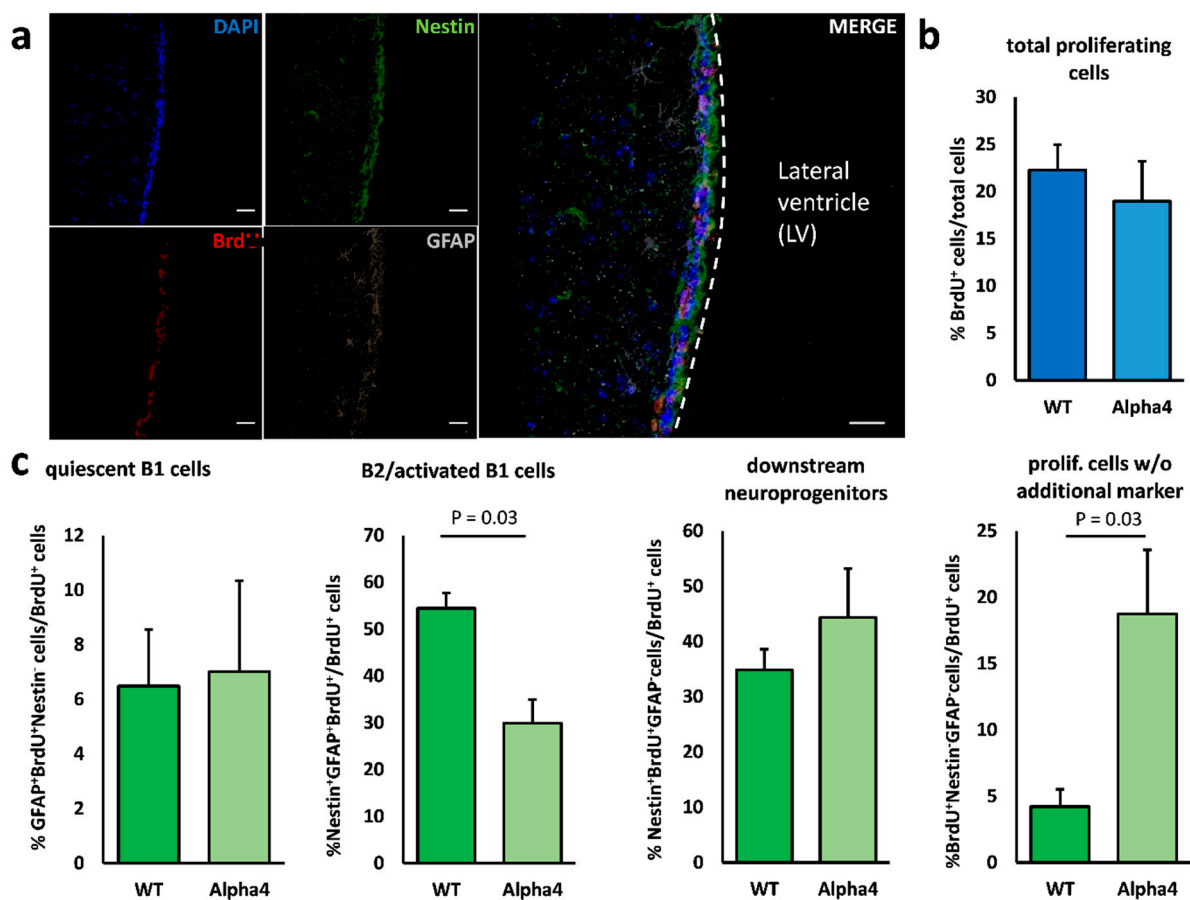 a
DAPI
Nestin
MERGE
GFAP
Lateral
ventricle
(LV)
b
total proliferating
cells
% BrdU⁺ cells/total cells
30
25
20
15
10
5
0
WT Alpha4
c
quiescent B1 cells
% GFAP⁺BrdU⁺Nestin⁻ cells/BrdU⁺ cells
12
10
8
6
4
2
0
WT Alpha4
B2/activated B1 cells
P = 0.03
%Nestin⁺GFAP⁺BrdU⁺/BrdU⁺ cells
70
60
50
40
30
20
10
0
WT Alpha4
downstream
neuroprogenitors
% Nestin⁺BrdU⁺GFAP⁻cells/BrdU⁺ cells
60
50
40
30
20
10
0
WT Alpha4
prolif. cells w/o
additional marker
P = 0.03
%BrdU⁺Nestin⁻GFAP⁻cells/BrdU⁺ cells
25
20
15
10
5
0
WT Alpha4